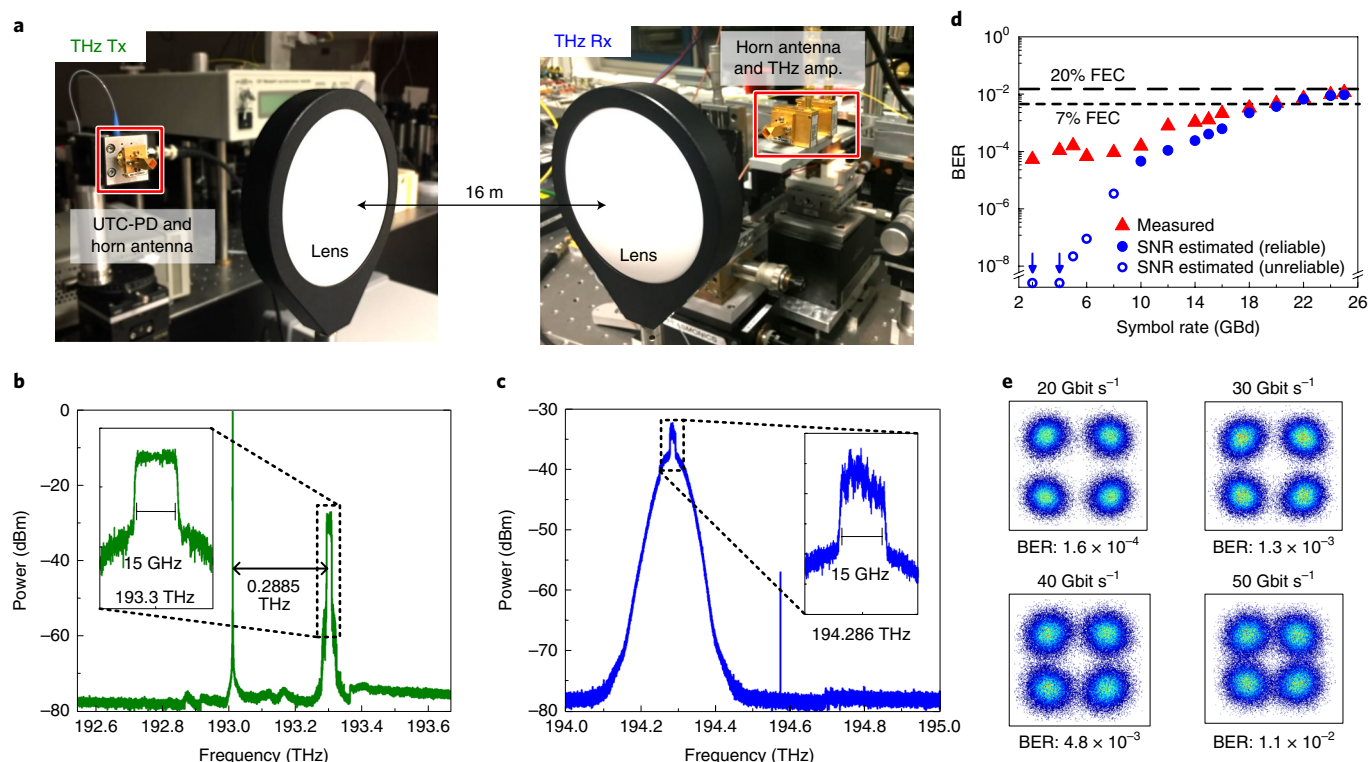 a
THz Tx
UTC-PD and
horn antenna
Lens
16 m
THz Rx
Horn antenna
and THz amp.
Lens
d
10⁰
10⁻²
10⁻⁴
10⁻⁶
10⁻⁸
BER
20% FEC
7% FEC
Measured
SNR estimated (reliable)
SNR estimated (unreliable)
2 6 10 14 18 22 26
Symbol rate (GBd)
b
0
−20
−40
−60
−80
Power (dBm)
15 GHz
193.3 THz
0.2885
THz
192.6 192.8 193.0 193.2 193.4 193.6
Frequency (THz)
c
−30
−40
−50
−60
−70
−80
Power (dBm)
15 GHz
194.286 THz
194.0 194.2 194.4 194.6 194.8 195.0
Frequency (THz)
e
20 Gbit s⁻¹
BER: 1.6 × 10⁻⁴
30 Gbit s⁻¹
BER: 1.3 × 10⁻³
40 Gbit s⁻¹
BER: 4.8 × 10⁻³
50 Gbit s⁻¹
BER: 1.1 × 10⁻²